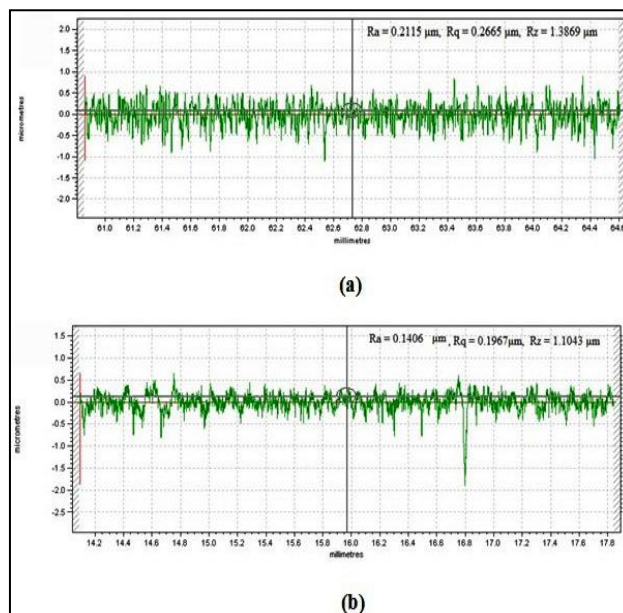 Ra = 0.2115 μm, Rq = 0.2665 μm, Rz = 1.3869 μm
2.0
1.5
1.0
0.5
0.0
-0.5
-1.0
-1.5
-2.0
micrometres
61.0 61.2 61.4 61.6 61.8 62.0 62.2 62.4 62.6 62.8 63.0 63.2 63.4 63.6 63.8 64.0 64.2 64.4 64.6
millimetres
(a)
Ra = 0.1406 μm , Rq = 0.1967μm, Rz = 1.1043 μm
1.5
1.0
0.5
0.0
-0.5
-1.0
-1.5
-2.0
-2.5
micrometres
14.2 14.4 14.6 14.8 15.0 15.2 15.4 15.6 15.8 16.0 16.2 16.4 16.6 16.8 17.0 17.2 17.4 17.6 17.8
millimetres
(b)